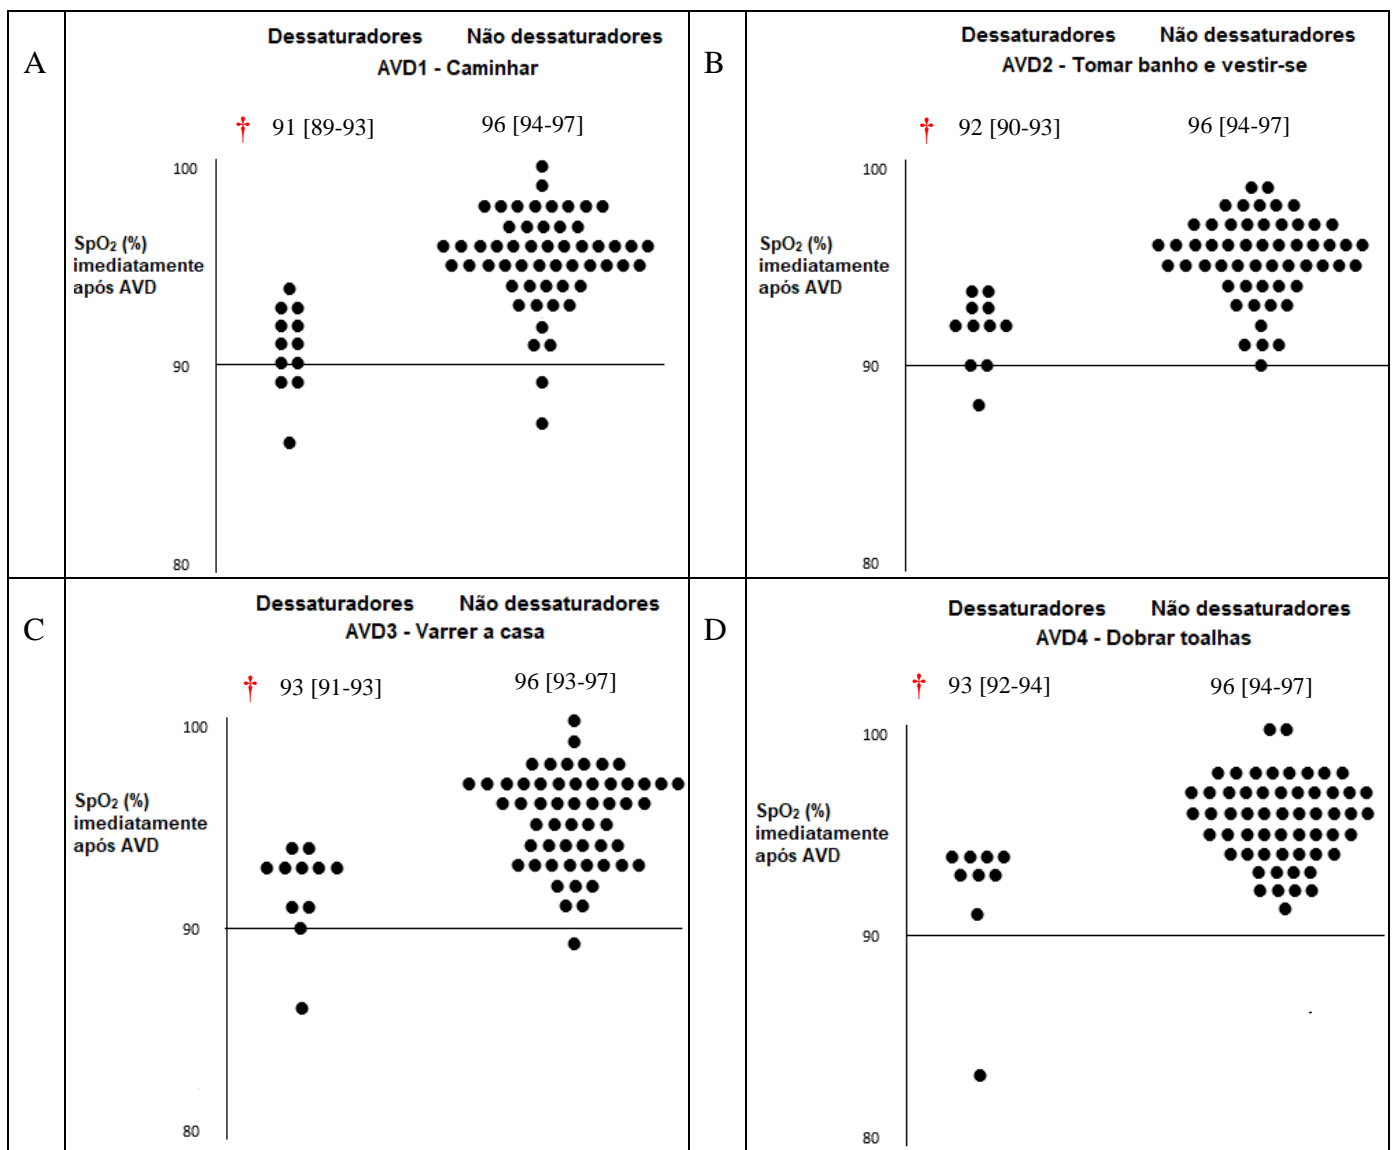 A
Dessaturadores Não dessaturadores
AVD1 - Caminhar
† 91 [89-93] 96 [94-97]
100
SpO₂ (%)
imediatamente
após AVD
90
80
B
Dessaturadores Não dessaturadores
AVD2 - Tomar banho e vestir-se
† 92 [90-93] 96 [94-97]
100
SpO₂ (%)
imediatamente
após AVD
90
80
C
Dessaturadores Não dessaturadores
AVD3 - Varrer a casa
† 93 [91-93] 96 [93-97]
100
SpO₂ (%)
imediatamente
após AVD
90
80
D
Dessaturadores Não dessaturadores
AVD4 - Dobrar toalhas
† 93 [92-94] 96 [94-97]
100
SpO₂ (%)
imediatamente
após AVD
90
80